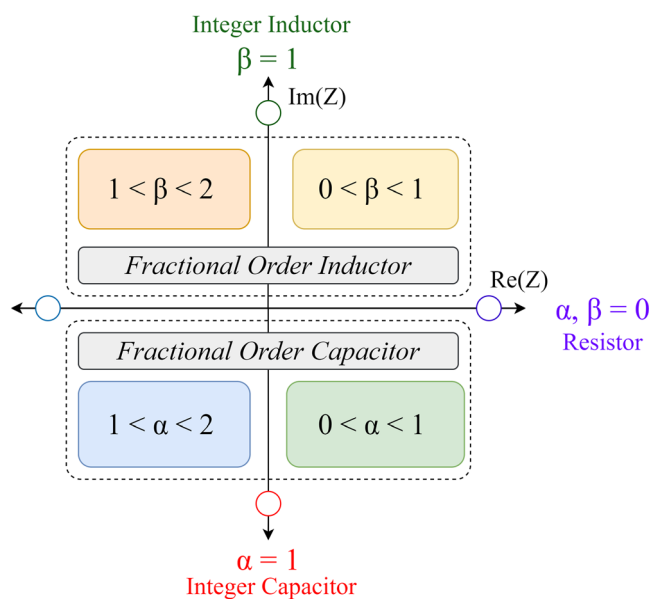 Integer Inductor
β = 1
Im(Z)
1 < β < 2
0 < β < 1
Fractional Order Inductor
Re(Z)
α, β = 0
Resistor
Fractional Order Capacitor
1 < α < 2
0 < α < 1
α = 1
Integer Capacitor